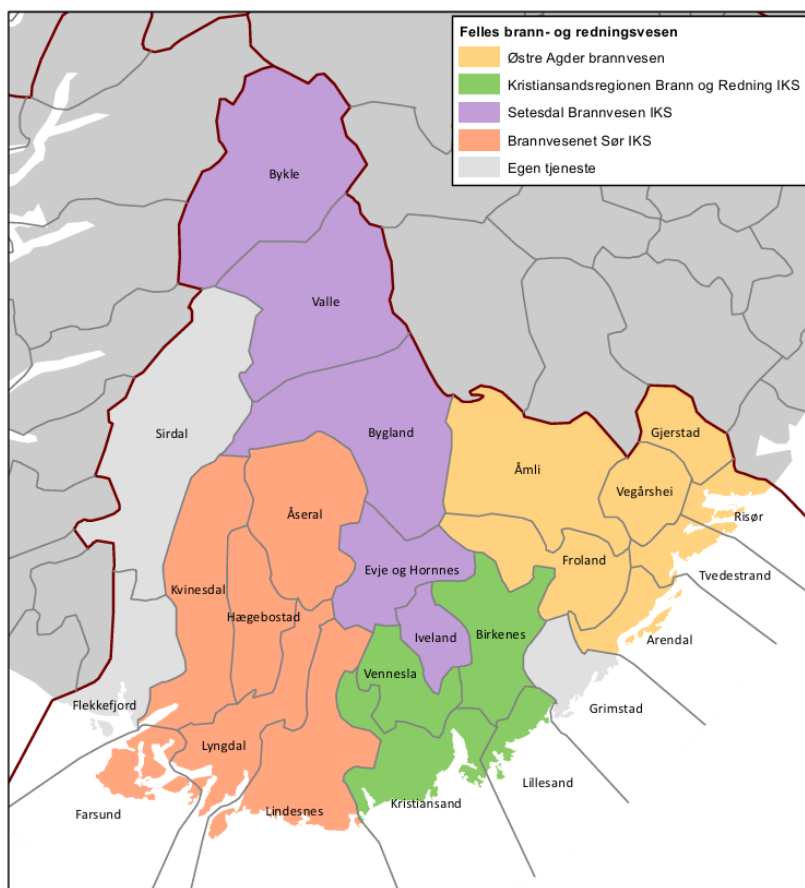 Felles brann- og redningsvesen
Østre Agder brannvesen
Kristiansandsregionen Brann og Redning IKS
Setesdal Brannvesen IKS
Brannvesenet Sør IKS
Egen tjeneste
Bykle
Valle
Sirdal
Bygland
Gjerstad
Åmli
Vegårshei
Åseral
Risør
Evje og Hornnes
Froland
Tvedestrand
Kvinesdal
Hægebostad
Iveland
Birkenes
Arendal
Vennesla
Flekkefjord
Grimstad
Lyngdal
Lillesand
Kristiansand
Farsund
Lindesnes